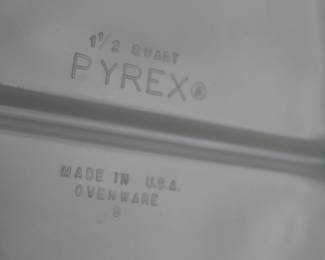 1 1/2 QUART
PYREX®
MADE IN U.S.A.
OVENWARE